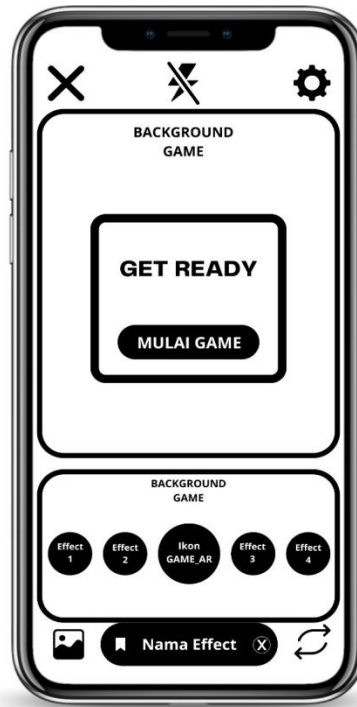 BACKGROUND
GAME
GET READY
MULAI GAME
BACKGROUND
GAME
Effect
1
Effect
2
Ikon
GAME_AR
Effect
3
Effect
4
Nama Effect
X